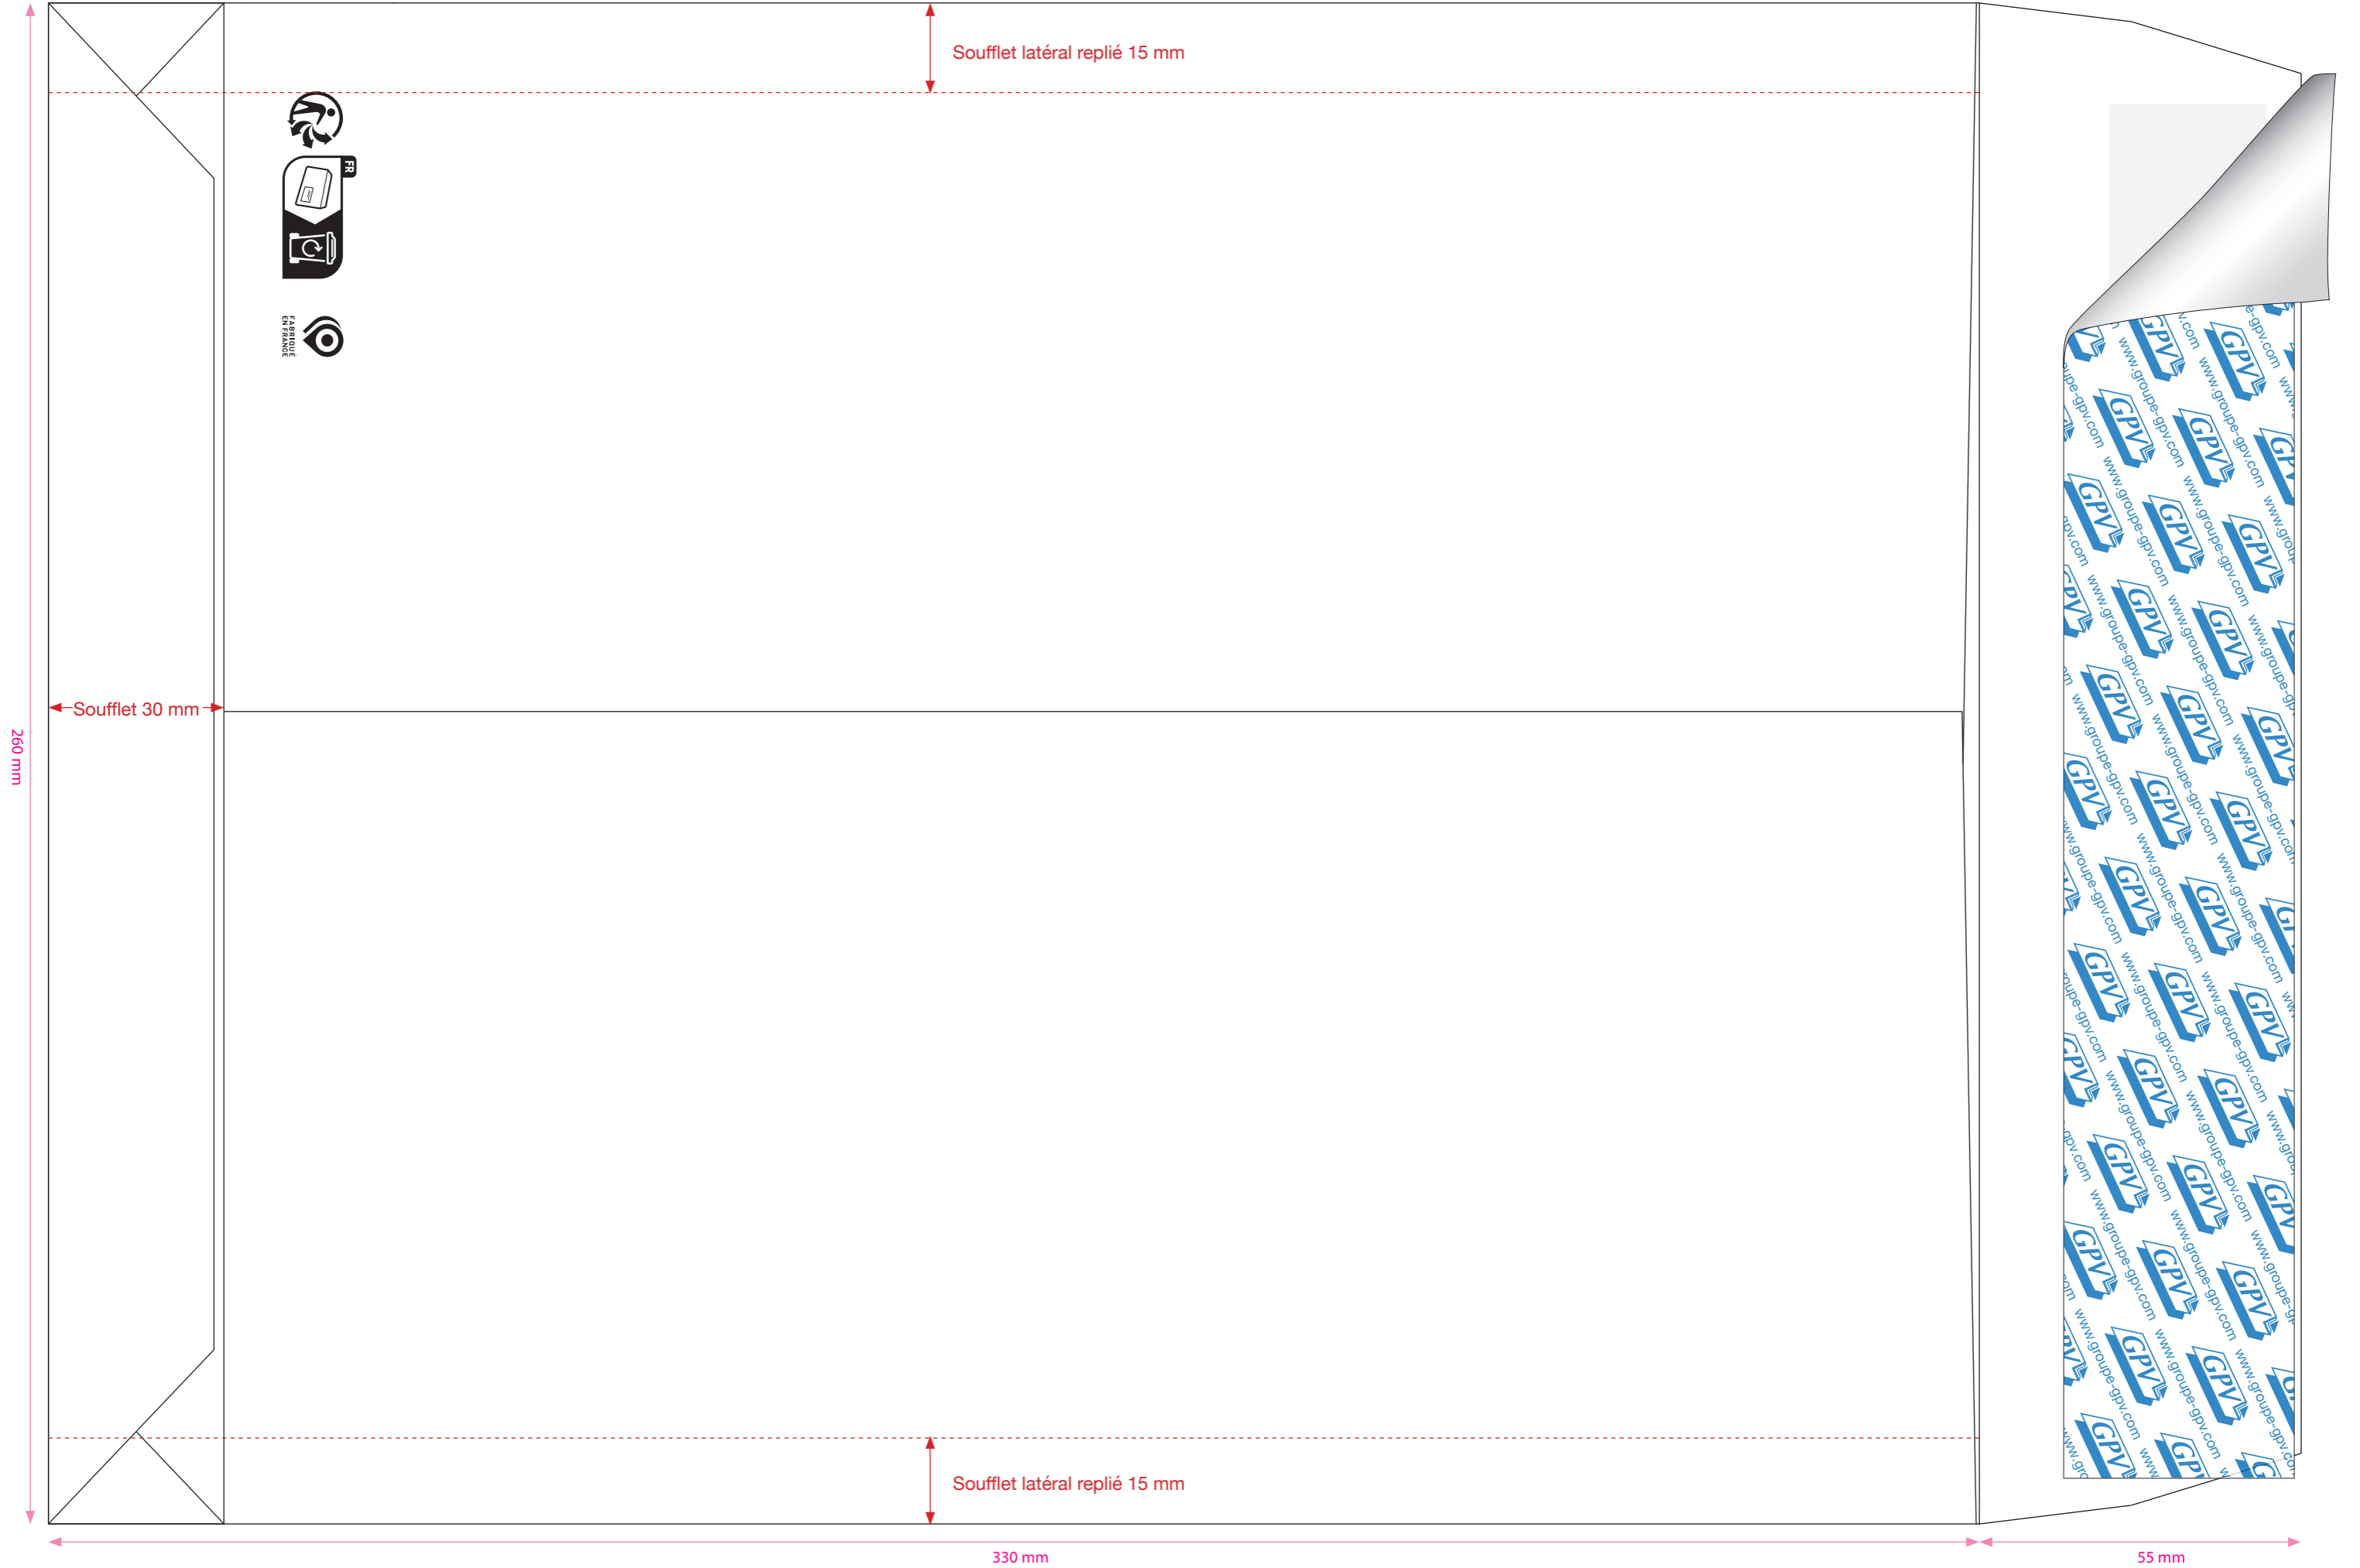 Soufflet latéral replié 15 mm
FR
FABRIQUÉ
EN FRANCE
Soufflet 30 mm
260 mm
GPV
www.groupe-gpv.com
Soufflet latéral replié 15 mm
330 mm
55 mm